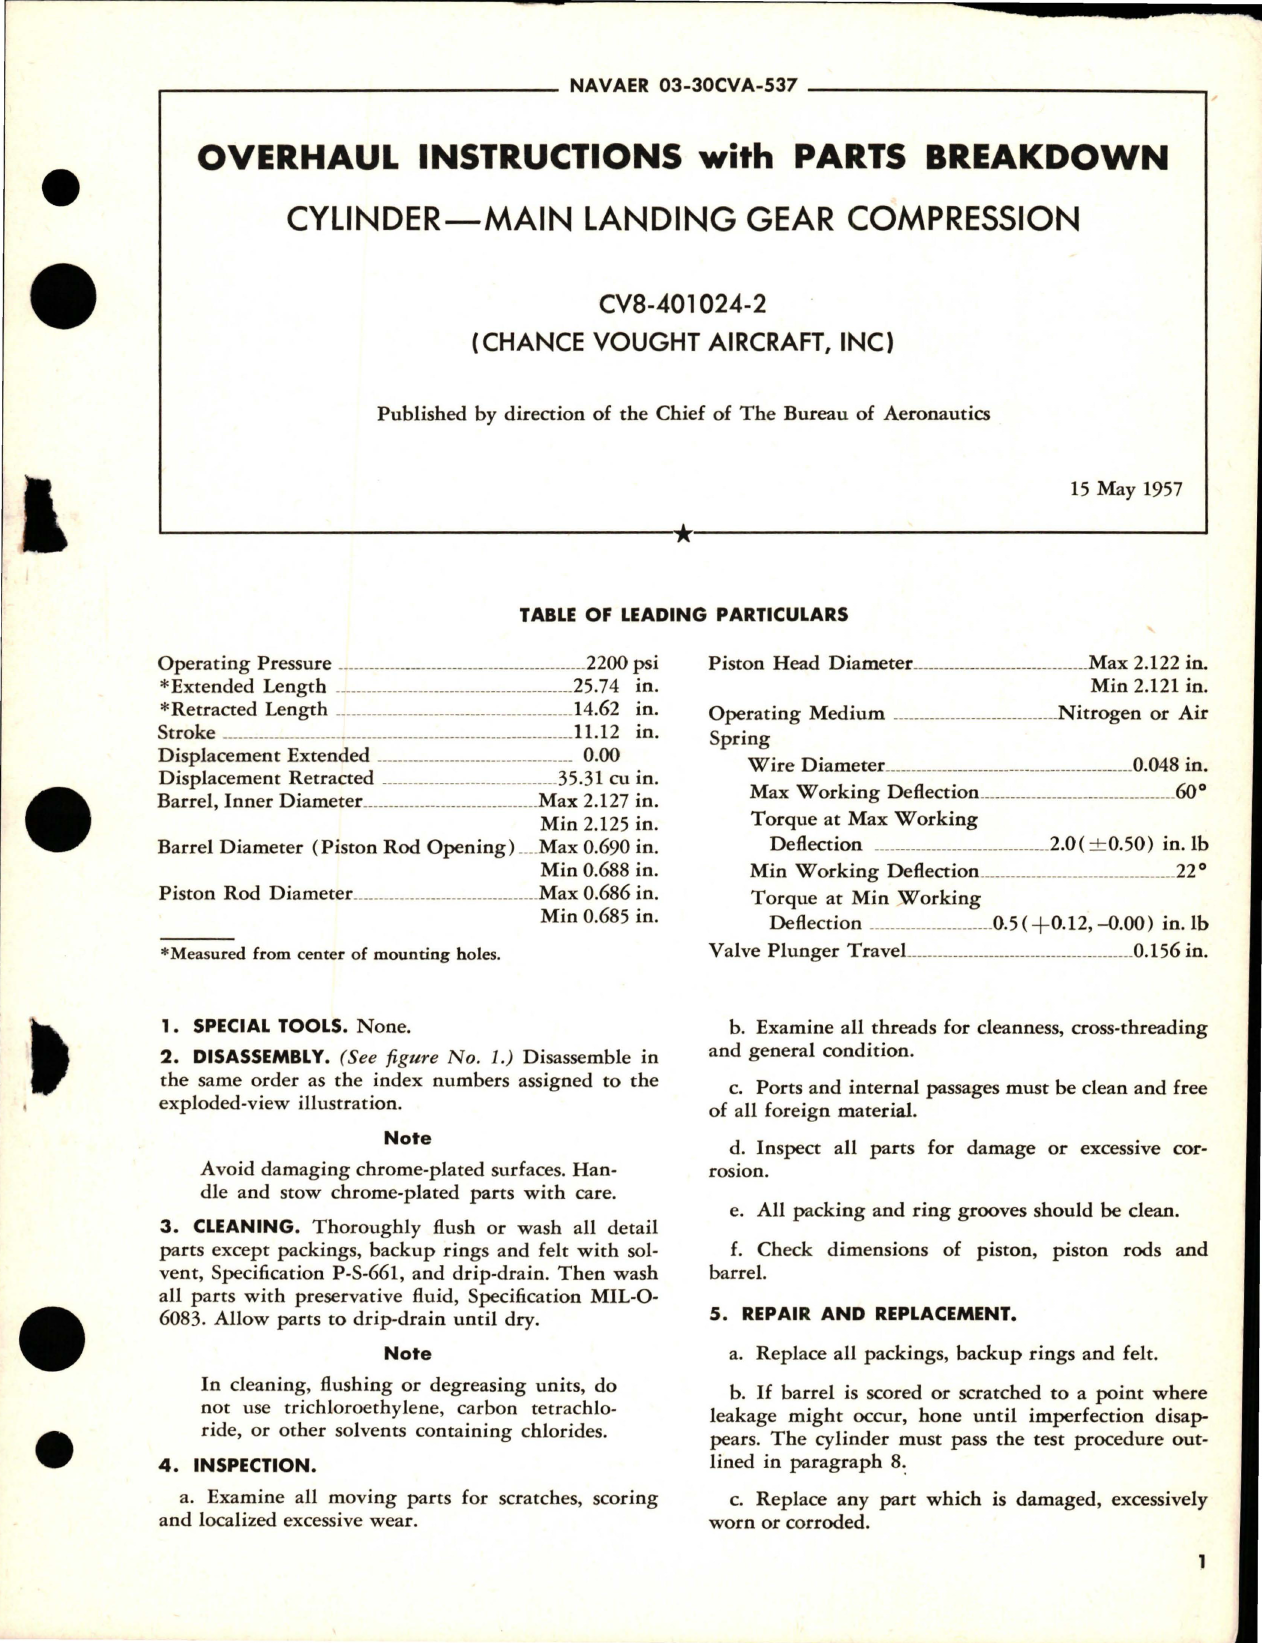 NAVAER 03-30CVA-537
OVERHAUL INSTRUCTIONS with PARTS BREAKDOWN
CYLINDER—MAIN LANDING GEAR COMPRESSION
CV8-401024-2
(CHANCE VOUGHT AIRCRAFT, INC)
Published by direction of the Chief of The Bureau of Aeronautics
15 May 1957
TABLE OF LEADING PARTICULARS
Operating Pressure 2200 psi
*Extended Length 25.74 in.
*Retracted Length 14.62 in.
Stroke 11.12 in.
Displacement Extended 0.00
Displacement Retracted 35.31 cu in.
Barrel, Inner Diameter Max 2.127 in.
Min 2.125 in.
Barrel Diameter (Piston Rod Opening) Max 0.690 in.
Min 0.688 in.
Piston Rod Diameter Max 0.686 in.
Min 0.685 in.
*Measured from center of mounting holes.
Piston Head Diameter Max 2.122 in.
Min 2.121 in.
Operating Medium Nitrogen or Air
Spring
Wire Diameter 0.048 in.
Max Working Deflection 60°
Torque at Max Working
Deflection 2.0(±0.50) in. lb
Min Working Deflection 22°
Torque at Min Working
Deflection 0.5(+0.12, –0.00) in. lb
Valve Plunger Travel 0.156 in.
1. SPECIAL TOOLS. None.
2. DISASSEMBLY. (See figure No. 1.) Disassemble in
the same order as the index numbers assigned to the
exploded-view illustration.
Note
Avoid damaging chrome-plated surfaces. Han-
dle and stow chrome-plated parts with care.
3. CLEANING. Thoroughly flush or wash all detail
parts except packings, backup rings and felt with sol-
vent, Specification P-S-661, and drip-drain. Then wash
all parts with preservative fluid, Specification MIL-O-
6083. Allow parts to drip-drain until dry.
Note
In cleaning, flushing or degreasing units, do
not use trichloroethylene, carbon tetrachlo-
ride, or other solvents containing chlorides.
4. INSPECTION.
a. Examine all moving parts for scratches, scoring
and localized excessive wear.
b. Examine all threads for cleanness, cross-threading
and general condition.
c. Ports and internal passages must be clean and free
of all foreign material.
d. Inspect all parts for damage or excessive cor-
rosion.
e. All packing and ring grooves should be clean.
f. Check dimensions of piston, piston rods and
barrel.
5. REPAIR AND REPLACEMENT.
a. Replace all packings, backup rings and felt.
b. If barrel is scored or scratched to a point where
leakage might occur, hone until imperfection disap-
pears. The cylinder must pass the test procedure out-
lined in paragraph 8.
c. Replace any part which is damaged, excessively
worn or corroded.
1